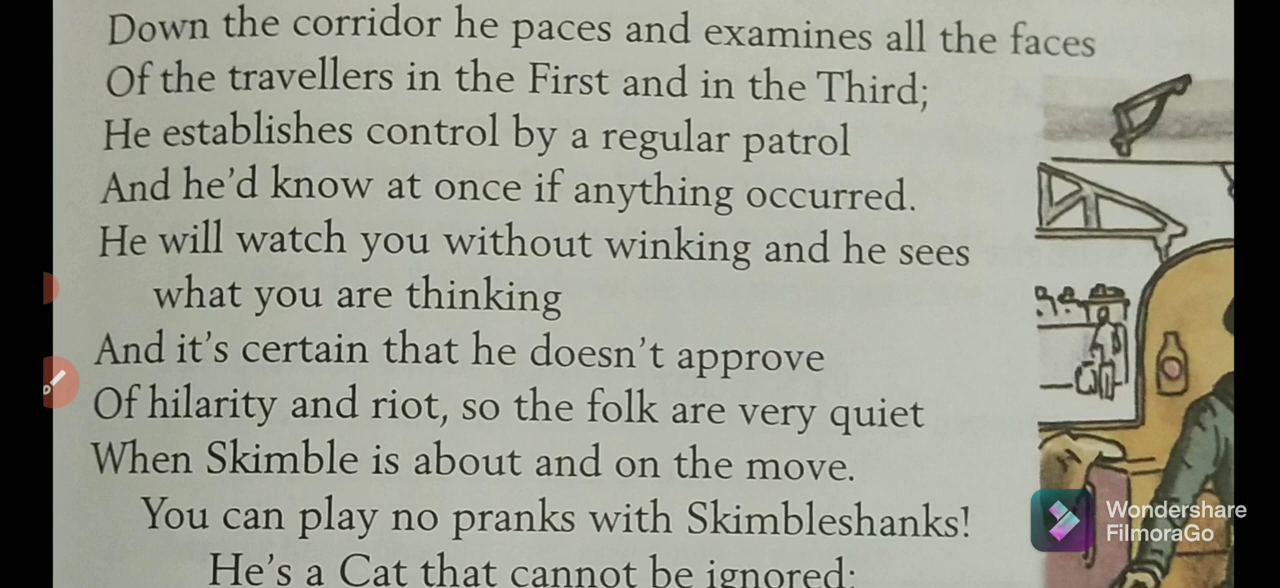 Down the corridor he paces and examines all the faces
Of the travellers in the First and in the Third;
He establishes control by a regular patrol
And he'd know at once if anything occurred.
He will watch you without winking and he sees
what you are thinking
And it's certain that he doesn't approve
Of hilarity and riot, so the folk are very quiet
When Skimble is about and on the move.
You can play no pranks with Skimbleshanks!
He's a Cat that cannot be ignored;
Wondershare
FilmoraGo